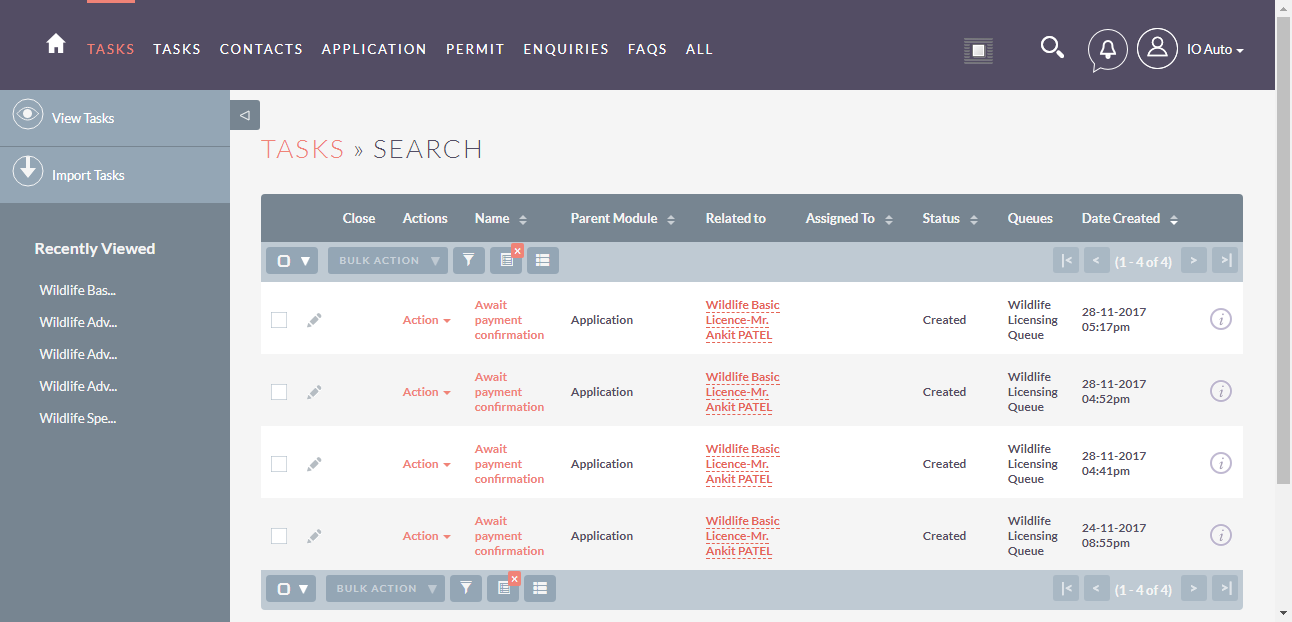 TASKS TASKS CONTACTS APPLICATION PERMIT ENQUIRIES FAQS ALL IO Auto
View Tasks
Import Tasks
Recently Viewed
Wildlife Bas...
Wildlife Adv...
Wildlife Adv...
Wildlife Adv...
Wildlife Spe...
TASKS » SEARCH
Close Actions Name Parent Module Related to Assigned To Status Queues Date Created
BULK ACTION (1 - 4 of 4)
Await Wildlife Basic Wildlife 28-11-2017
Action payment Application Licence-Mr. Created Licensing 05:17pm
confirmation Ankit PATEL Queue
Await Wildlife Basic Wildlife 28-11-2017
Action payment Application Licence-Mr. Created Licensing 04:52pm
confirmation Ankit PATEL Queue
Await Wildlife Basic Wildlife 28-11-2017
Action payment Application Licence-Mr. Created Licensing 04:41pm
confirmation Ankit PATEL Queue
Await Wildlife Basic Wildlife 24-11-2017
Action payment Application Licence-Mr. Created Licensing 08:55pm
confirmation Ankit PATEL Queue
BULK ACTION (1 - 4 of 4)